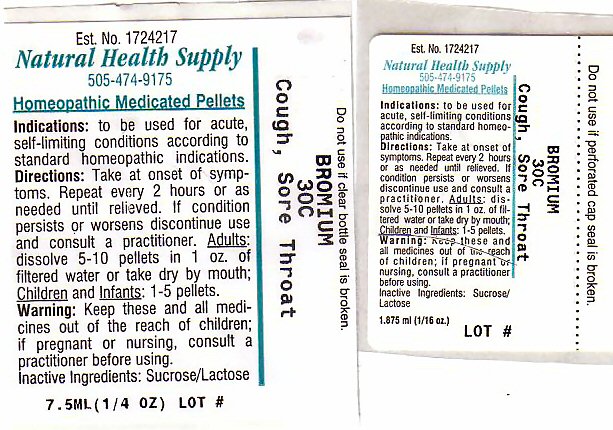 Est. No. 1724217
Natural Health Supply
505-474-9175
Homeopathic Medicated Pellets
Indications: to be used for acute,
self-limiting conditions according to
standard homeopathic indications.
Directions: Take at onset of symp-
toms. Repeat every 2 hours or as
needed until relieved. If condition
persists or worsens discontinue use
and consult a practitioner. Adults:
dissolve 5-10 pellets in 1 oz. of
filtered water or take dry by mouth;
Children and Infants: 1-5 pellets.
Warning: Keep these and all medi-
cines out of the reach of children;
if pregnant or nursing, consult a
practitioner before using.
Inactive Ingredients: Sucrose/Lactose
7.5ML(1/4 OZ) LOT #
Do not use if clear bottle seal is broken.
BROMIUM
30C
Cough, Sore Throat
Est. No. 1724217
Natural Health Supply
505-474-9175
Homeopathic Medicated Pellets
Indications: to be used for
acute, self-limiting conditions
according to standard homeo-
pathic indications.
Directions: Take at onset of
symptoms. Repeat every 2 hours
or as needed until relieved. If
condition persists or worsens
discontinue use and consult a
practitioner. Adults: dis-
solve 5-10 pellets in 1 oz. of fil-
tered water or take dry by mouth;
Children and Infants: 1-5 pellets.
Warning: Keep these and
all medicines out of the reach
of children; if pregnant or
nursing, consult a practitioner
before using.
Inactive Ingredients: Sucrose/
Lactose
1.875 ml (1/16 oz.)
LOT #
Do not use if perforated cap seal is broken.
BROMIUM
30C
Cough, Sore Throat